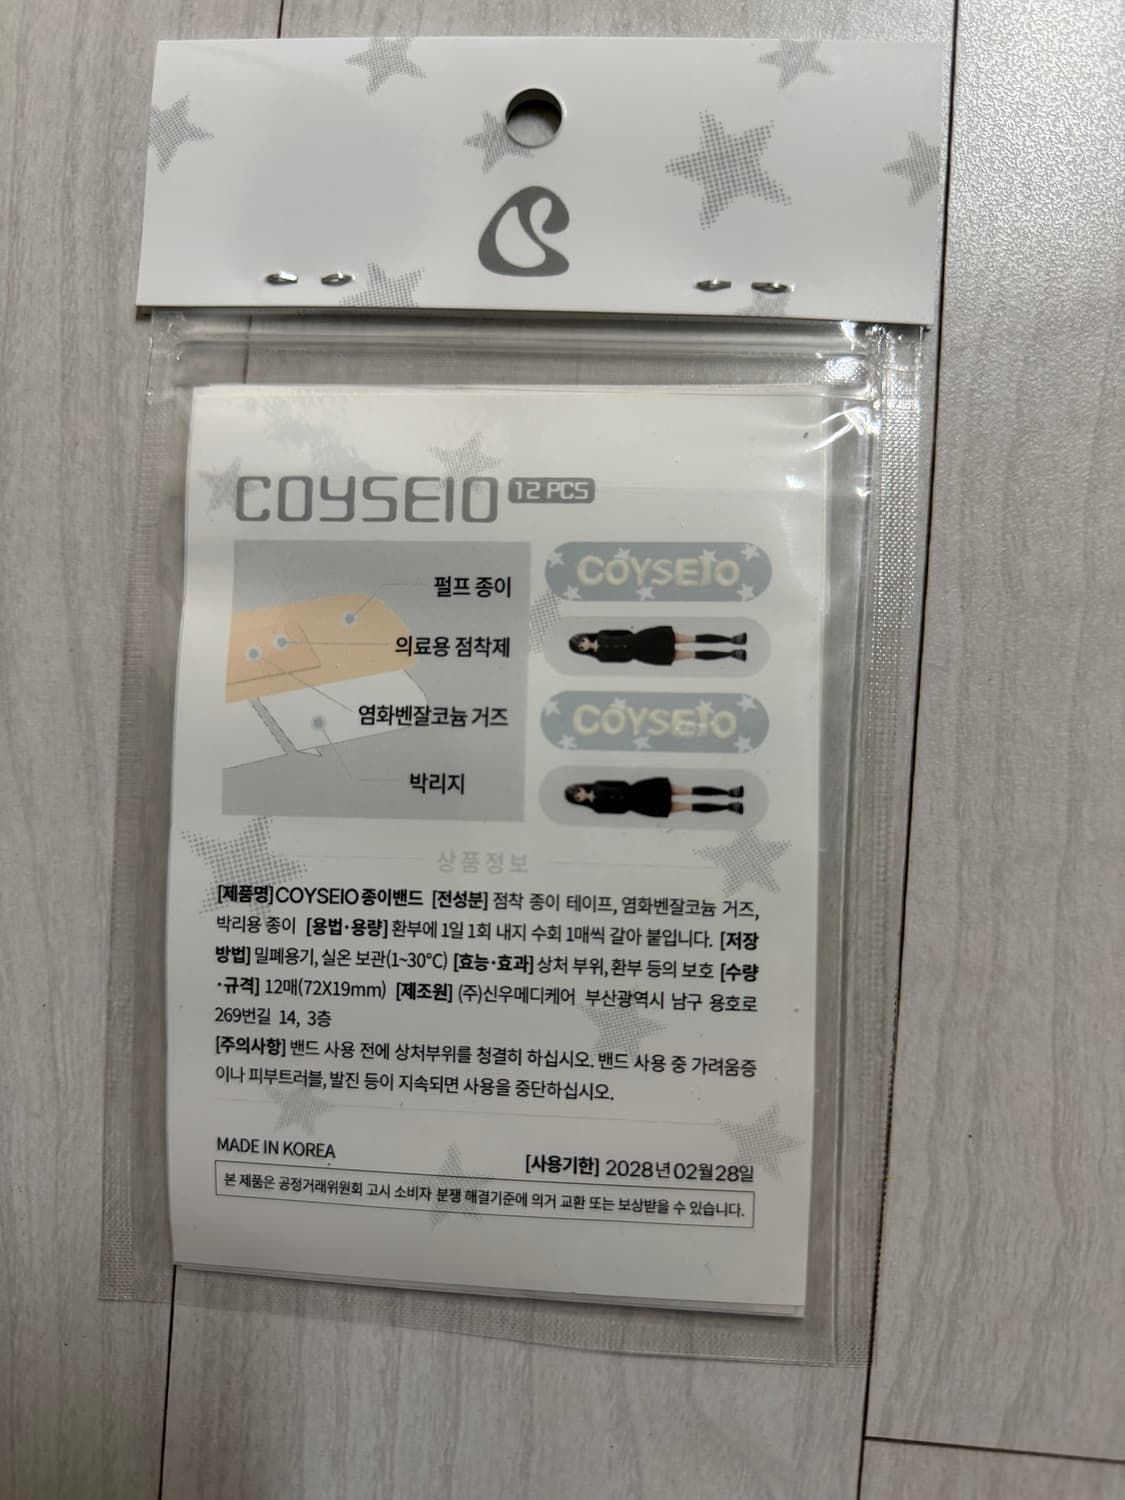 COYSEIO 12 PCS
펄프 종이
의료용 점착제
염화벤잘코늄 거즈
박리지
COYSEIO
COYSEIO
상품정보
[제품명]COYSEIO종이밴드 [전성분] 점착 종이 테이프, 염화벤잘코늄 거즈,
박리용 종이 [용법·용량] 환부에 1일 1회 내지 수회 1매씩 갈아 붙입니다. [저장
방법] 밀폐용기, 실온 보관(1~30°C) [효능·효과] 상처 부위, 환부 등의 보호 [수량
·규격] 12매(72X19mm) [제조원] (주)신우메디케어 부산광역시 남구 용호로
269번길 14, 3층
[주의사항] 밴드 사용 전에 상처부위를 청결히 하십시오. 밴드 사용 중 가려움증
이나 피부트러블, 발진 등이 지속되면 사용을 중단하십시오.
MADE IN KOREA
[사용기한] 2028년 02월 28일
본 제품은 공정거래위원회 고시 소비자 분쟁 해결기준에 의거 교환 또는 보상받을 수 있습니다.